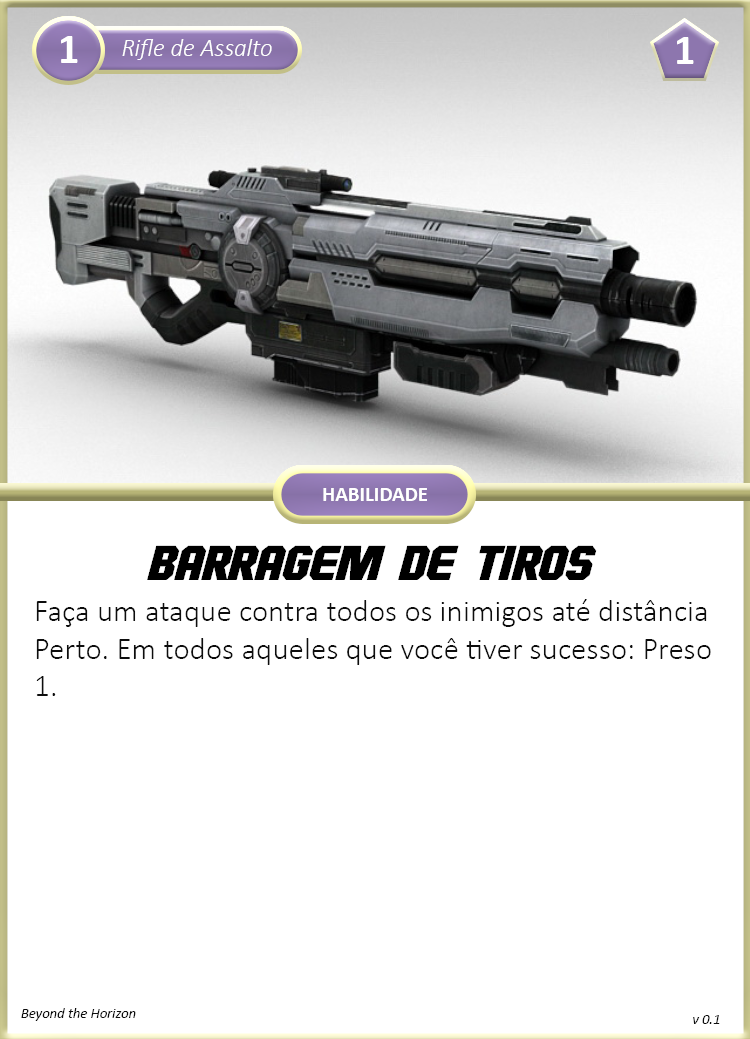 1 Rifle de Assalto 1
HABILIDADE
BARRAGEM DE TIROS
Faça um ataque contra todos os inimigos até distância
Perto. Em todos aqueles que você tiver sucesso: Preso
1.
Beyond the Horizon
v 0.1